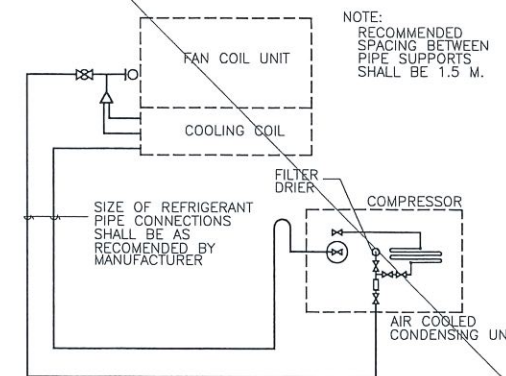 NOTE:
RECOMMENDED
SPACING BETWEEN
PIPE SUPPORTS
SHALL BE 1.5 M.
FAN COIL UNIT
COOLING COIL
FILTER
DRIER
COMPRESSOR
SIZE OF REFRIGERANT
PIPE CONNECTIONS
SHALL BE AS
RECOMENDED BY
MANUFACTURER
AIR COOLED
CONDENSING UN